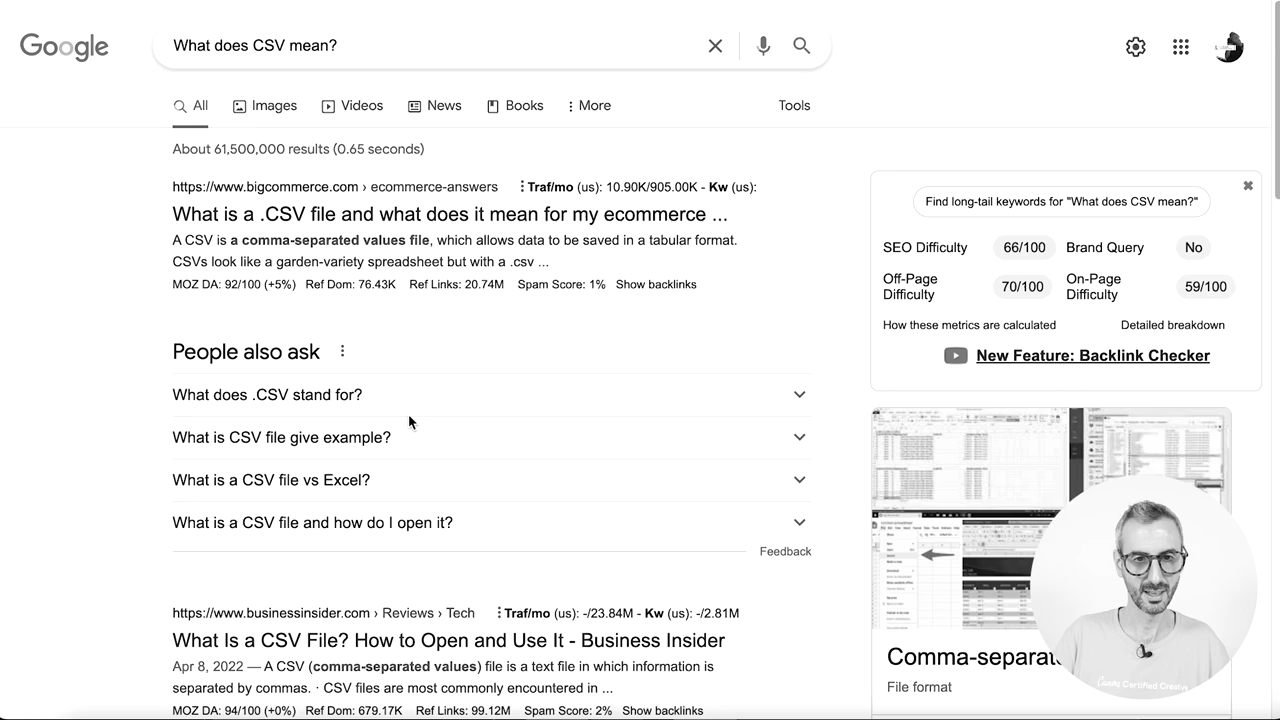 Google
What does CSV mean?
All
Images
Videos
News
Books
More
Tools
About 61,500,000 results (0.65 seconds)
https://www.bigcommerce.com › ecommerce-answers
Traf/mo (us): 10.90K/905.00K - Kw (us):
What is a .CSV file and what does it mean for my ecommerce ...
A CSV is a comma-separated values file, which allows data to be saved in a tabular format.
CSVs look like a garden-variety spreadsheet but with a .csv ...
MOZ DA: 92/100 (+5%) Ref Dom: 76.43K Ref Links: 20.74M Spam Score: 1% Show backlinks
People also ask
What does .CSV stand for?
What is CSV file give example?
What is a CSV file vs Excel?
What is a CSV file and how do I open it?
Feedback
› Reviews › Tech
Traf/mo (us): -/23.84M - Kw (us): -/2.81M
What Is a CSV File? How to Open and Use It - Business Insider
Apr 8, 2022 — A CSV (comma-separated values) file is a text file in which information is
separated by commas. · CSV files are most commonly encountered in ...
MOZ DA: 94/100 (+0%) Ref Dom: 679.17K Ref Links: 99.12M Spam Score: 2% Show backlinks
Find long-tail keywords for "What does CSV mean?"
SEO Difficulty 66/100 Brand Query No
Off-Page Difficulty 70/100 On-Page Difficulty 59/100
How these metrics are calculated Detailed breakdown
New Feature: Backlink Checker
File format
Canva Certified Creative